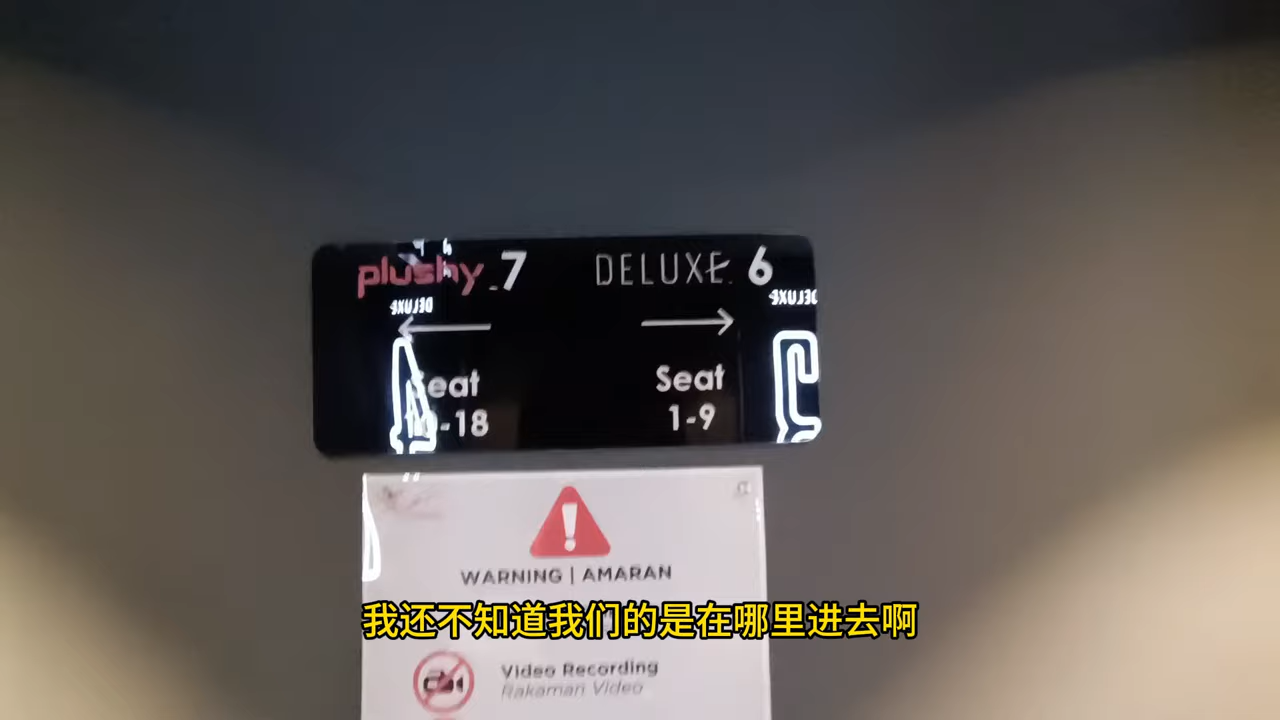 plushy 7 DELUXE 6
DELUXE DELUXE
Seat Seat
-18 1-9
WARNING | AMARAN
我还不知道我们的是在哪里进去啊
Video Recording
Rakaman Video